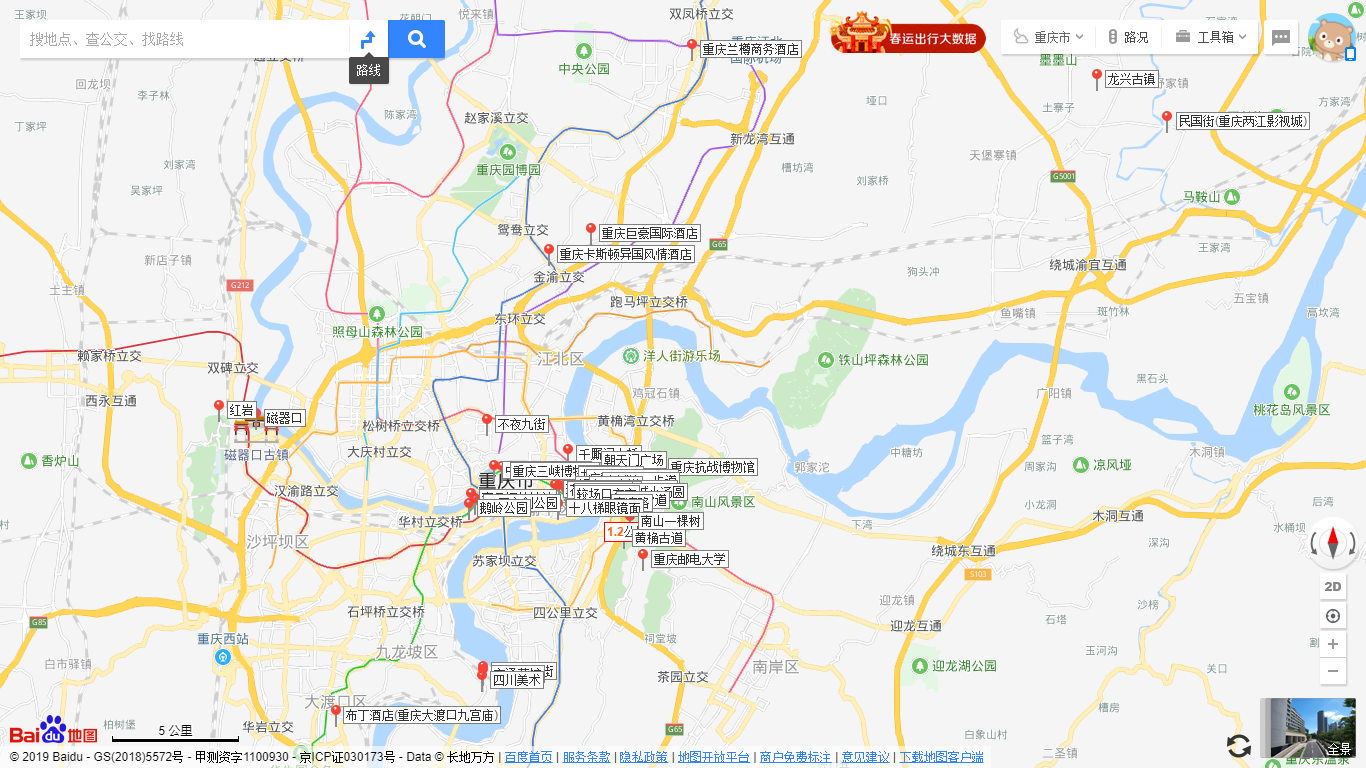 王家坝
花朝门
悦来镇
双凤桥立交
搜地点、查公交、找路线
路线
春运出行大数据
重庆市
路况
工具箱
重庆兰樽商务酒店
国际机场
中央公园
墨墨山
龙兴古镇
回龙坝
李子林
陈家湾
赵家溪立交
垭口
土寨子
方家湾
丁家坪
民国街(重庆两江影视城)
新龙湾互通
刘家湾
重庆园博园
槽坊湾
天堡寨镇
吴家坪
刘家桥
G5001
马鞍山
鸳鸯立交
重庆巨豪国际酒店
G65
王家湾
重庆卡斯顿异国风情酒店
新店子镇
金渝立交
狗头冲
绕城渝宜互通
土主镇
G212
跑马坪立交桥
五宝镇
照母山森林公园
东环立交
鱼嘴镇
斑竹林
高坎湾
赖家桥立交
双碑立交
江北区
洋人街游乐场
铁山坪森林公园
西永互通
鸡冠石镇
广阳镇
黑石头
桃花岛风景区
红岩
磁器口
松树桥立交桥
不夜九街
黄桷湾立交桥
磁器口古镇
大庆村立交
朝天门广场
篮子湾
香炉山
重庆三峡博物
重庆抗战博物馆
郭家沱
中糖坊
周家沟
凉风垭
木洞镇
重庆市
汉渝路立交
鹅岭公园
公园
较场口
十八梯眼镜面
南山风景区
小龙湾
后湾
华村立交桥
南山一棵树
下湾
木洞互通
水桶坝
沙坪坝区
1.2公
黄桷古道
绕城东互通
深沟
苏家坝立交
重庆邮电大学
S103
2D
石坪桥立交桥
四公里立交
迎龙镇
沙榜
G85
迎龙互通
石塔
重庆西站
九龙坡区
祠堂坡
玉河沟
白市驿镇
四川美术
茶园立交
南岸区
迎龙湖公园
关口
大渡口区
布丁酒店(重庆大渡口九宫庙)
槽房
柏树堡
华岩立交
G65
白象山村
Baidu地图
5 公里
二圣镇
全景
© 2019 Baidu - GS(2018)5572号 - 甲测资字1100930 - 京ICP证030173号 - Data © 长地万方 | 百度首页 | 服务条款 | 隐私政策 | 地图开放平台 | 商户免费标注 | 意见建议 | 下载地图客户端